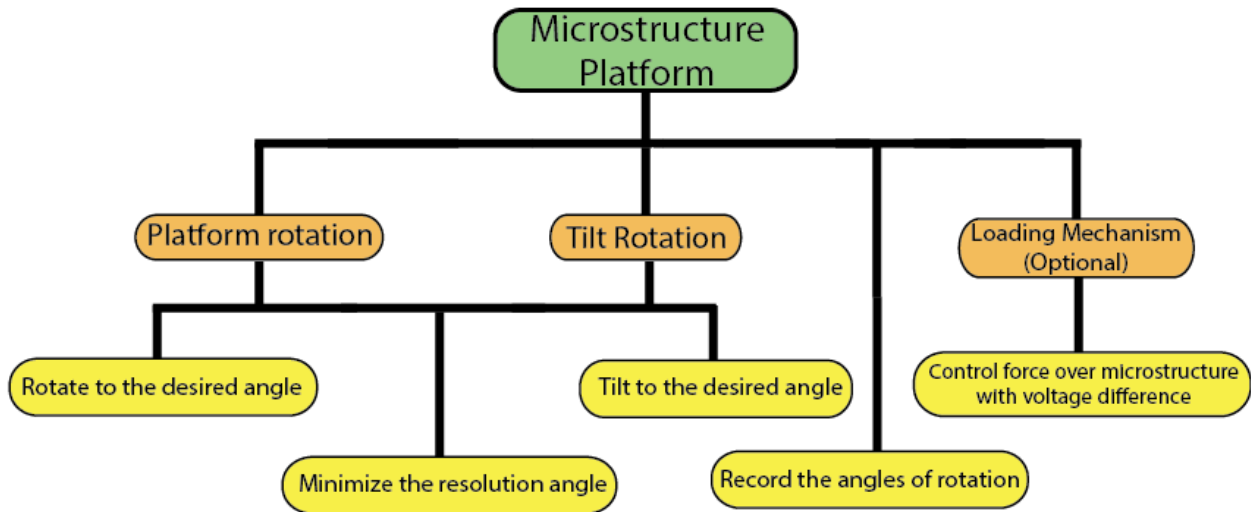 Microstructure
Platform
Platform rotation
Tilt Rotation
Loading Mechanism
(Optional)
Rotate to the desired angle
Tilt to the desired angle
Control force over microstructure
with voltage difference
Minimize the resolution angle
Record the angles of rotation